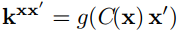 𝐤^{𝐱𝐱′} = g(C(𝐱) 𝐱′)